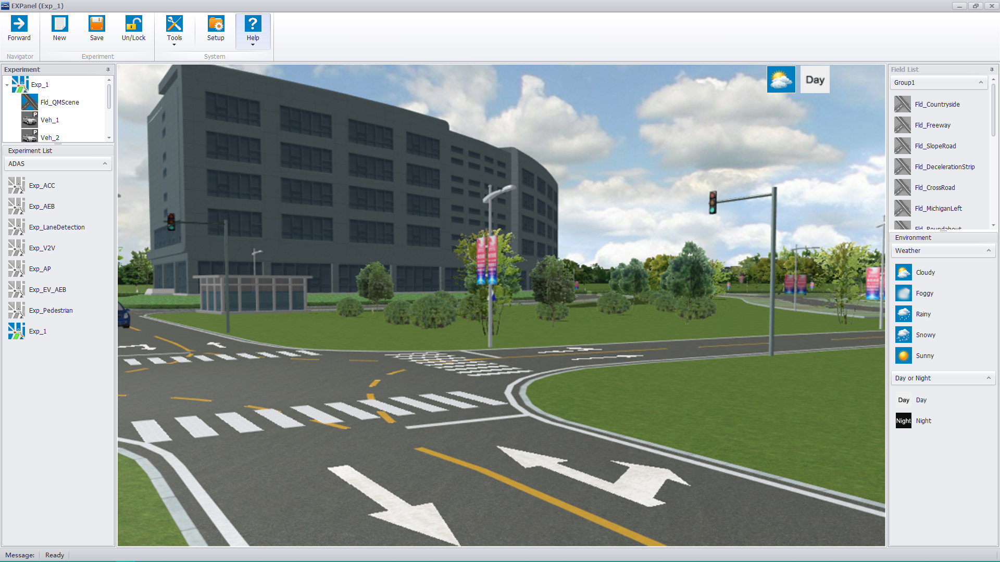 EXPanel (Exp_1)
Forward
New
Save
Un/Lock
Tools
Setup
?
Help
Navigator
Experiment
System
Experiment
Exp_1
Fld_QMScene
P
Veh_1
P
Veh_2
Experiment List
ADAS
Exp_ACC
Exp_AEB
Exp_LaneDetection
Exp_V2V
Exp_AP
Exp_EV_AEB
Exp_Pedestrian
Exp_1
Day
Field List
Group1
Fld_Countryside
Fld_Freeway
Fld_SlopeRoad
Fld_DecelerationStrip
Fld_CrossRoad
Fld_MichiganLeft
Fld_Roundabout
Environment
Weather
Cloudy
Foggy
Rainy
Snowy
Sunny
Day or Night
Day Day
Night Night
Message: Ready